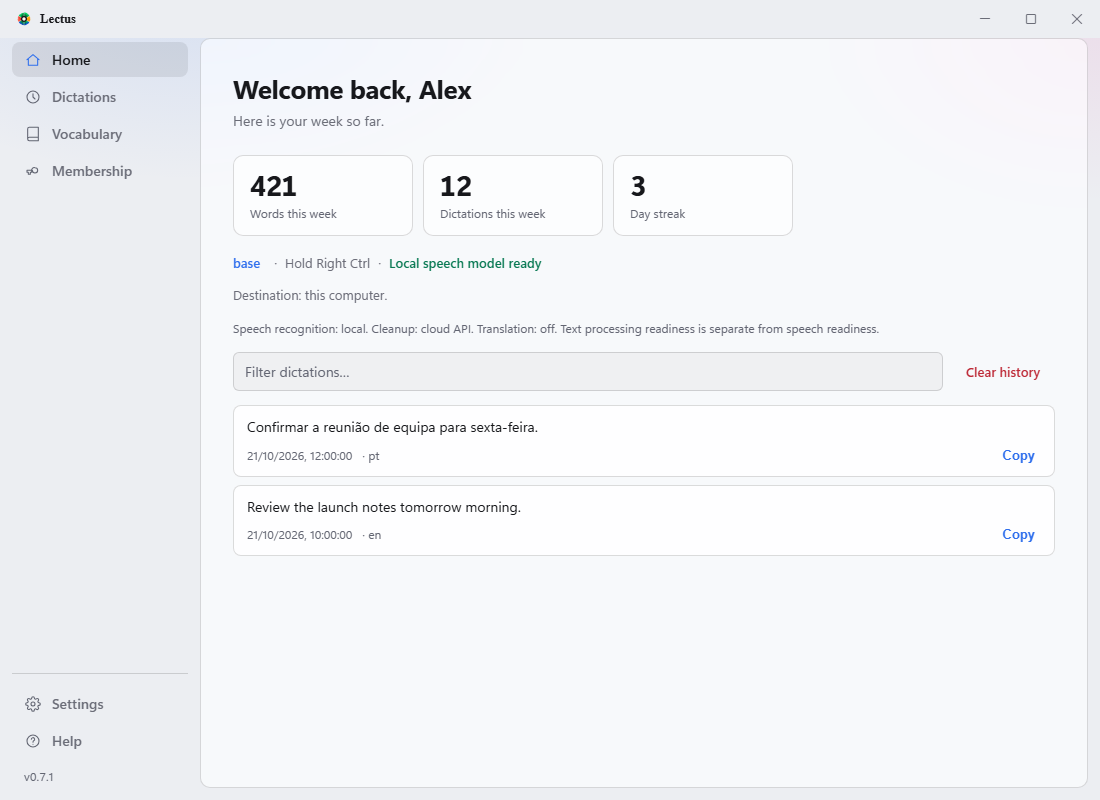 Lectus
Home
Dictations
Vocabulary
Membership
Welcome back, Alex
Here is your week so far.
421
Words this week
12
Dictations this week
3
Day streak
base · Hold Right Ctrl · Local speech model ready
Destination: this computer.
Speech recognition: local. Cleanup: cloud API. Translation: off. Text processing readiness is separate from speech readiness.
Filter dictations...
Clear history
Confirmar a reunião de equipa para sexta-feira.
21/10/2026, 12:00:00 · pt
Copy
Review the launch notes tomorrow morning.
21/10/2026, 10:00:00 · en
Copy
Settings
Help
v0.7.1